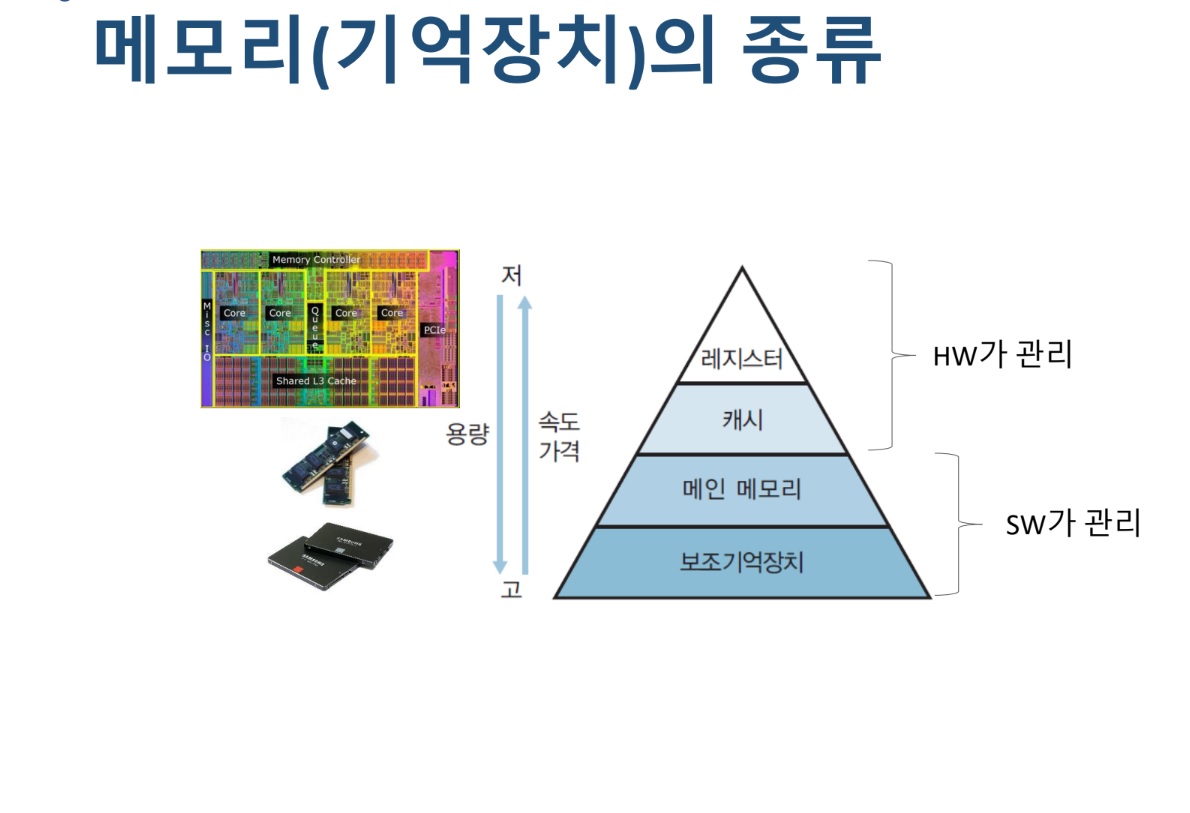 메모리(기억장치)의 종류
Memory Controller
Misc IO
Core
Core
Queue
Core
Core
PCIe
Shared L3 Cache
SAMSUNG
SAMSUNG
저
용량
속도
가격
고
레지스터
캐시
메인 메모리
보조기억장치
HW가 관리
SW가 관리